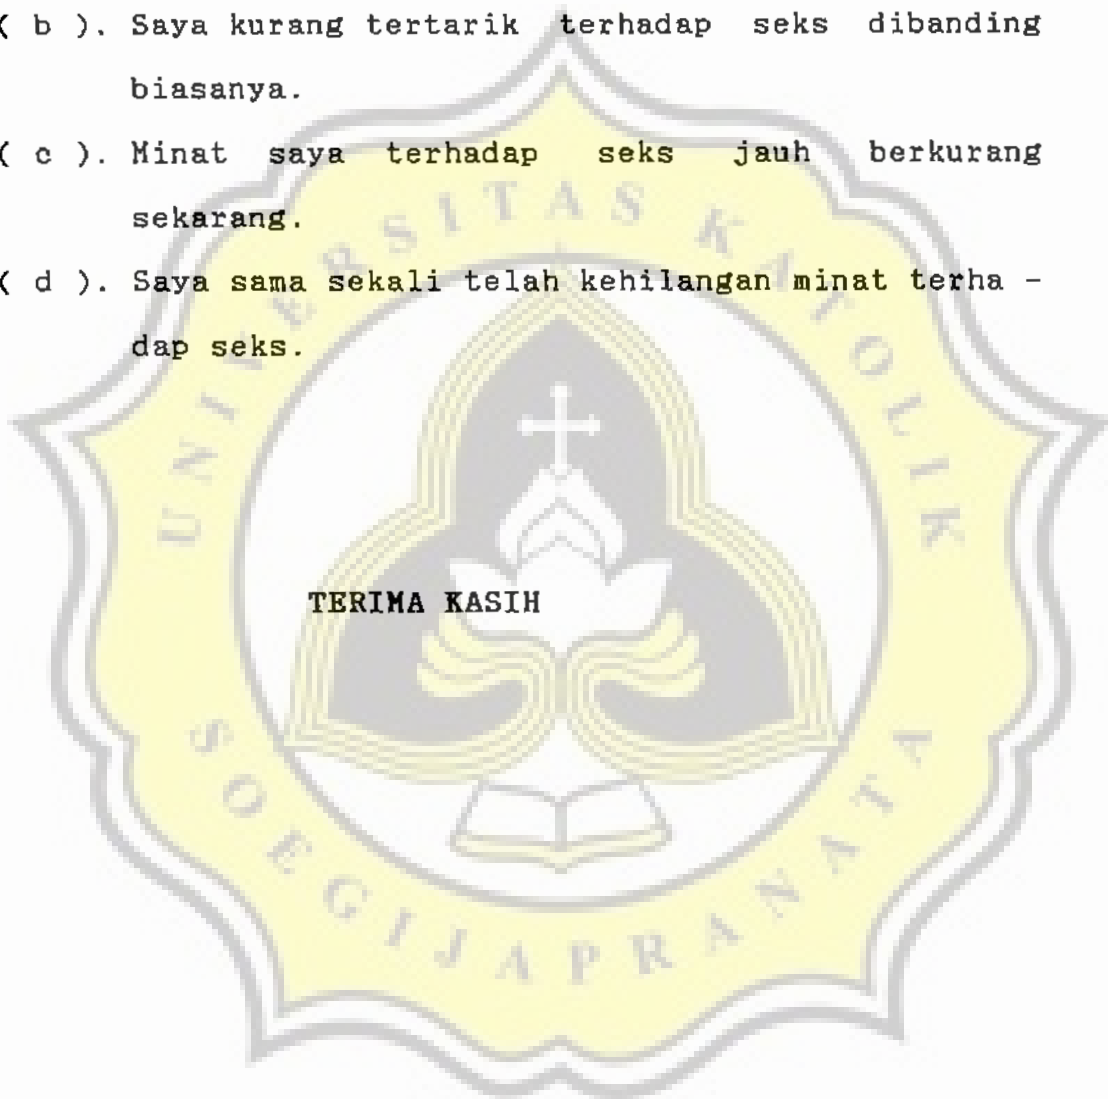 ( b ). Saya kurang tertarik terhadap seks dibanding
biasanya.
( c ). Minat saya terhadap seks jauh berkurang
sekarang.
( d ). Saya sama sekali telah kehilangan minat terha -
dap seks.
UNIVERSITAS KATOLIK
TERIMA KASIH
SOEGIJAPRANATA